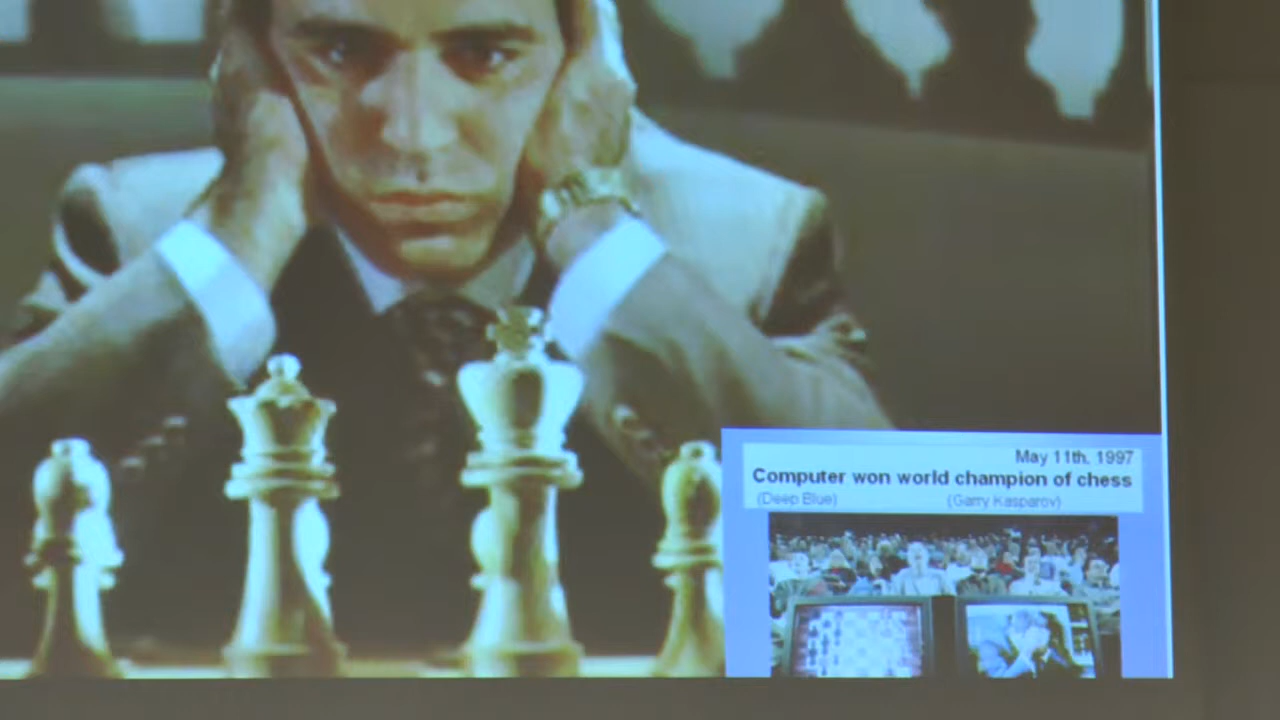 May 11th, 1997
Computer won world champion of chess
(Deep Blue) (Garry Kasparov)